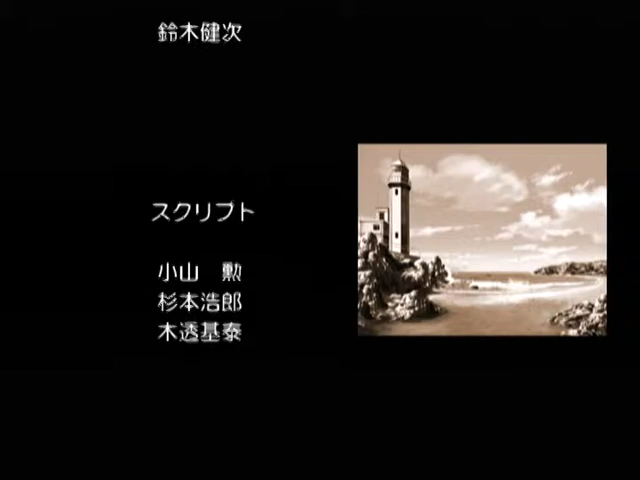 鈴木健次
スクリプト
小山　勲
杉本浩郎
木透基泰